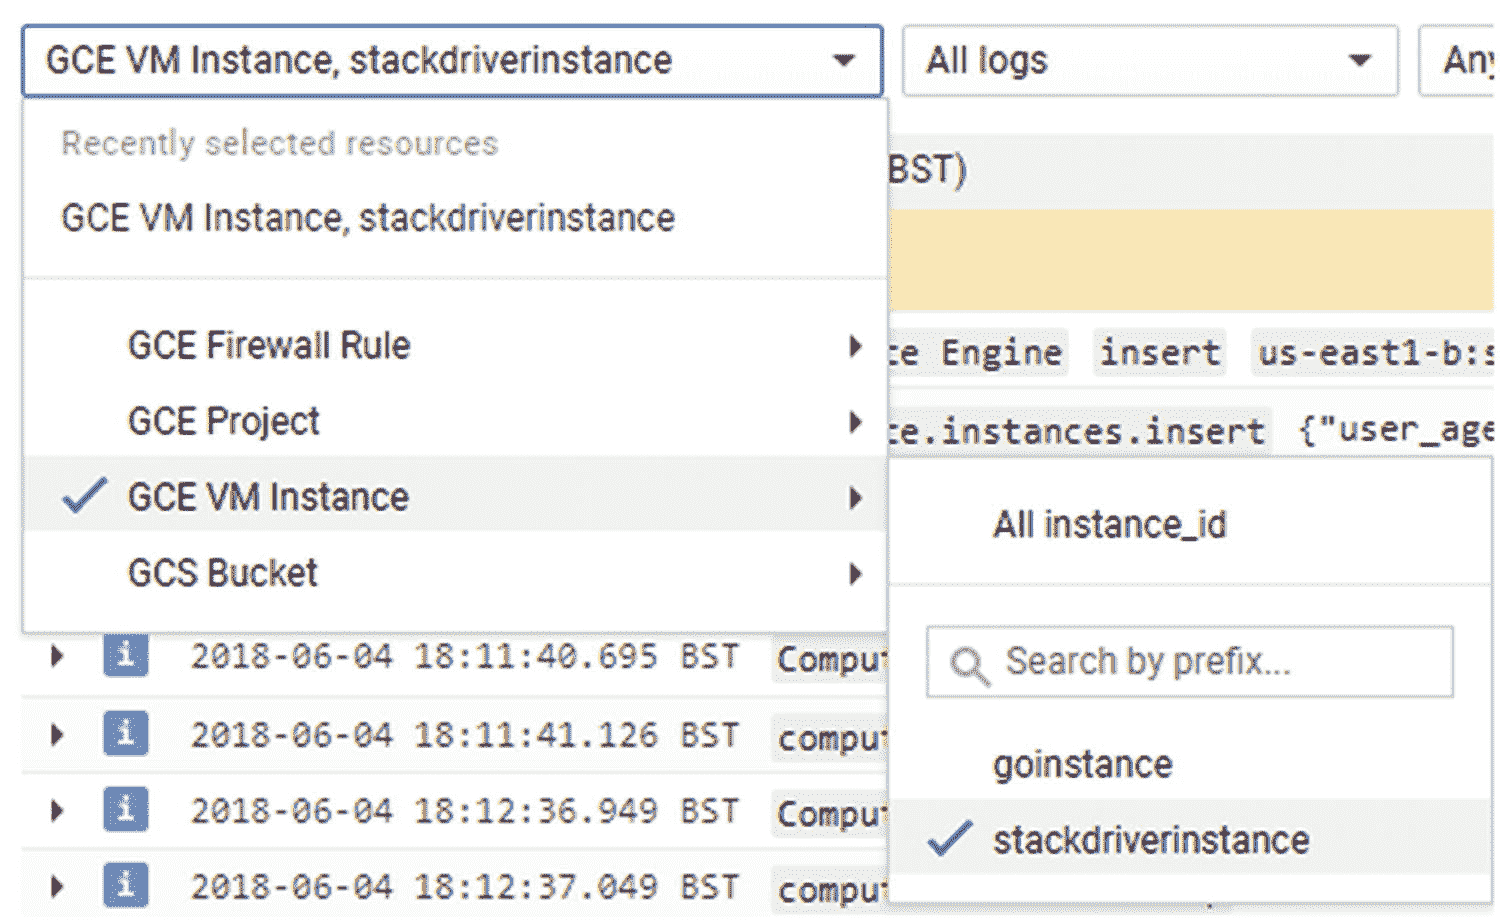 GCE VM Instance, stackdriverinstance
All logs
Any
Recently selected resources
GCE VM Instance, stackdriverinstance
BST)
GCE Firewall Rule
GCE Project
GCE VM Instance
GCS Bucket
Engine insert us-east1-b:s
te.instances.insert {"user_age
All instance_id
Search by prefix...
goinstance
stackdriverinstance
i 2018-06-04 18:11:40.695 BST Comput
i 2018-06-04 18:11:41.126 BST comput
i 2018-06-04 18:12:36.949 BST Comput
i 2018-06-04 18:12:37.049 BST comput